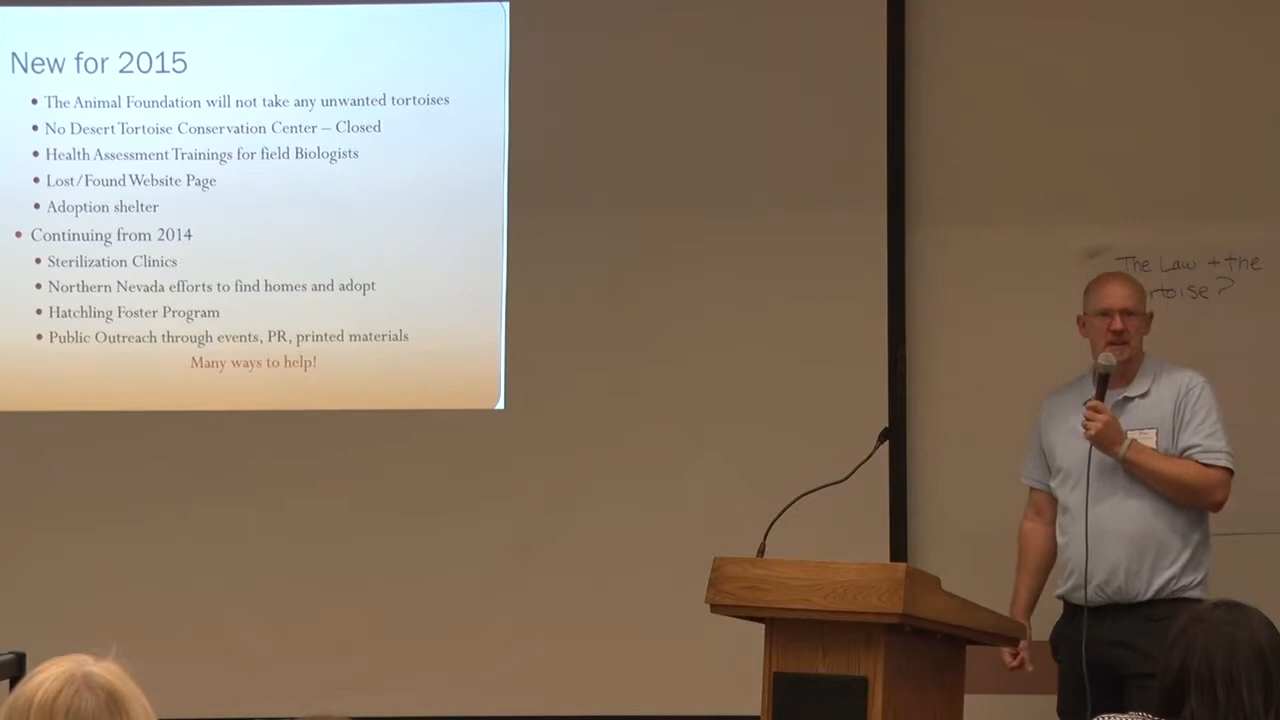 New for 2015
• The Animal Foundation will not take any unwanted tortoises
• No Desert Tortoise Conservation Center – Closed
• Health Assessment Trainings for field Biologists
• Lost/Found Website Page
• Adoption shelter
• Continuing from 2014
• Sterilization Clinics
• Northern Nevada efforts to find homes and adopt
• Hatchling Foster Program
• Public Outreach through events, PR, printed materials
Many ways to help!
The Law + the
rtoise?